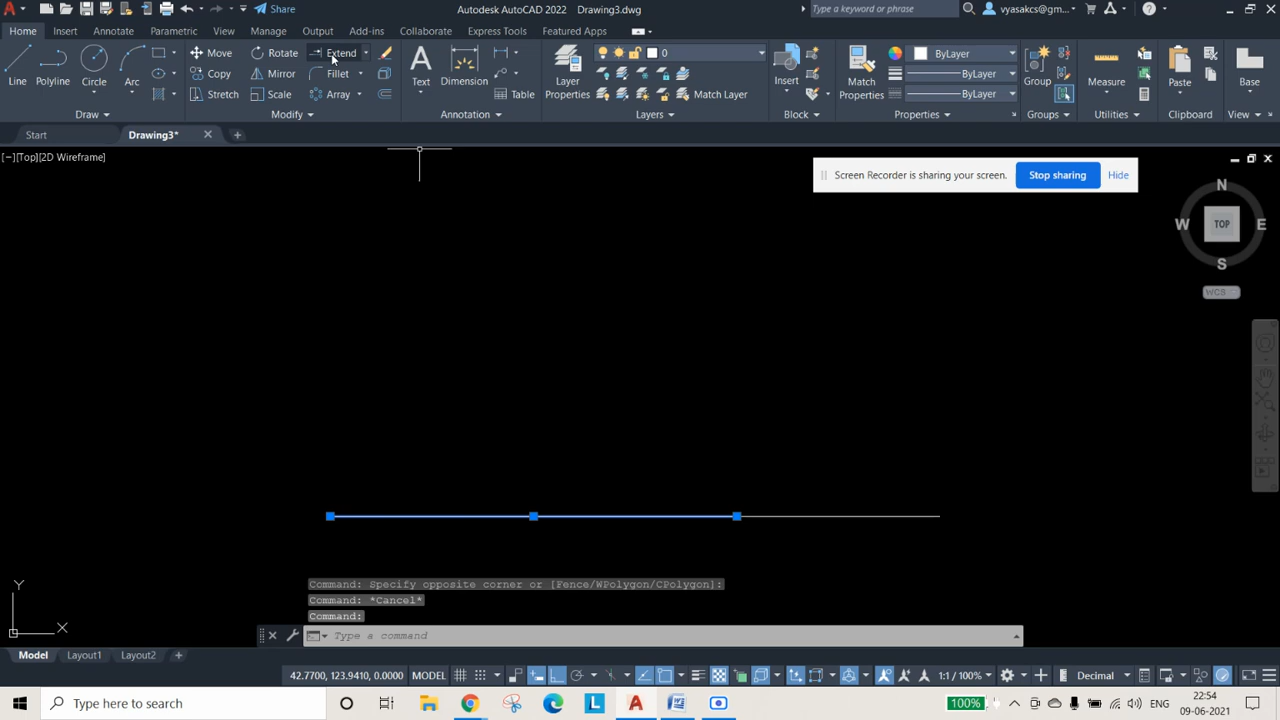 Share
Autodesk AutoCAD 2022 Drawing3.dwg
Type a keyword or phrase
vyasakcs@gm...
Home Insert Annotate Parametric View Manage Output Add-ins Collaborate Express Tools Featured Apps
Line Polyline Circle Arc
Move Rotate Extend
Copy Mirror Fillet
Stretch Scale Array
Text Dimension Table
Layer Properties
0
Match Layer
Insert
Match Properties
ByLayer
ByLayer
ByLayer
Group
Measure
Paste
Base
Draw Modify Annotation Layers Block Properties Groups Utilities Clipboard View
Start Drawing3*
[−][Top][2D Wireframe]
Screen Recorder is sharing your screen. Stop sharing Hide
N
W TOP E
S
WCS
Y
X
Command: Specify opposite corner or [Fence/WPolygon/CPolygon]:
Command: *Cancel*
Command:
Type a command
Model Layout1 Layout2
42.7700, 123.9410, 0.0000 MODEL 1:1 / 100% Decimal
Type here to search
100%
ENG
22:54
09-06-2021